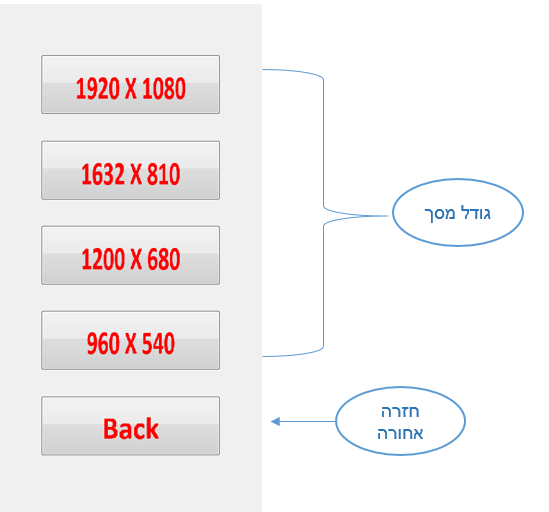 1920 X 1080
1632 X 810
גודל מסך
1200 X 680
960 X 540
Back
חזרה
אחורה